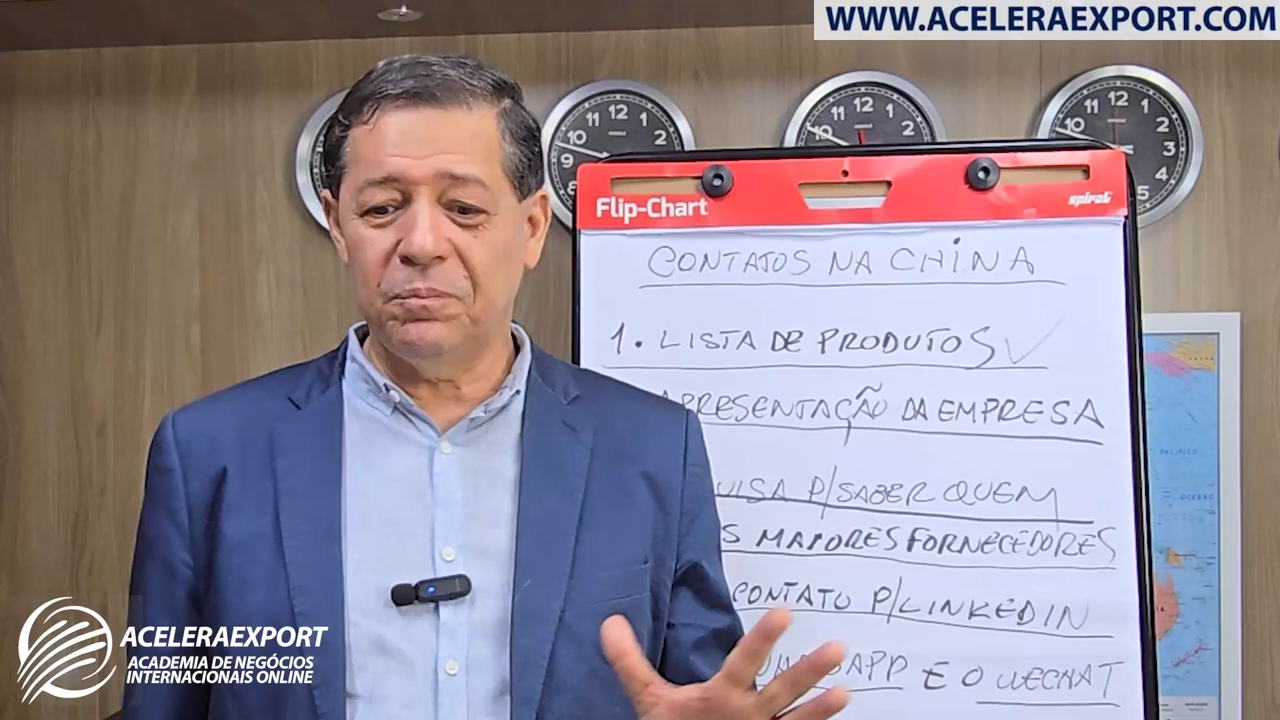 WWW.ACELERAEXPORT.COM
Flip-Chart
spiral
CONTATOS NA CHINA
1. LISTA DE PRODUTOS
APRESENTAÇÃO DA EMPRESA
P/SABER QUEM
MAIORES FORNECEDORES
CONTATO P/LINKEDIN
E O WECHAT
ACELERAEXPORT
ACADEMIA DE NEGÓCIOS
INTERNACIONAIS ONLINE